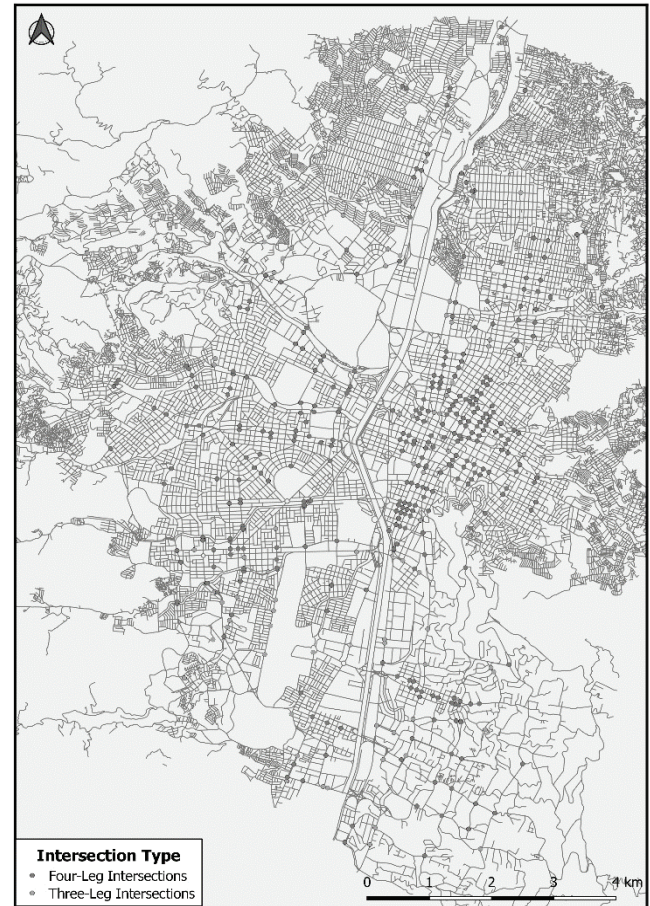 Intersection Type
Four-Leg Intersections
Three-Leg Intersections
0 1 2 3 4 km